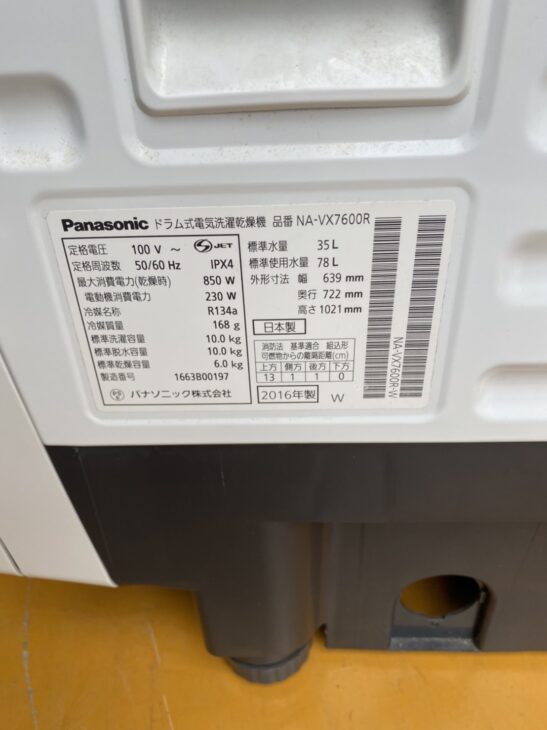 Panasonic ドラム式電気洗濯乾燥機 品番 NA-VX7600R
定格電圧 100 V ～
JET
定格周波数 50/60 Hz IPX4
最大消費電力(乾燥時) 850 W
電動機消費電力 230 W
冷媒名称 R134a
冷媒質量 168 g
標準洗濯容量 10.0 kg
標準脱水容量 10.0 kg
標準乾燥容量 6.0 kg
製造番号 1663B00197
パナソニック株式会社
標準水量 35 L
標準使用水量 78 L
外形寸法 幅 639 mm
奥行 722 mm
高さ 1021 mm
日本製
消防法 基準適合 組込形
可燃物からの離隔距離(cm)
上方 側方 後方 下方
13 1 1 0
2016年製 W
NA-VX7600R-W